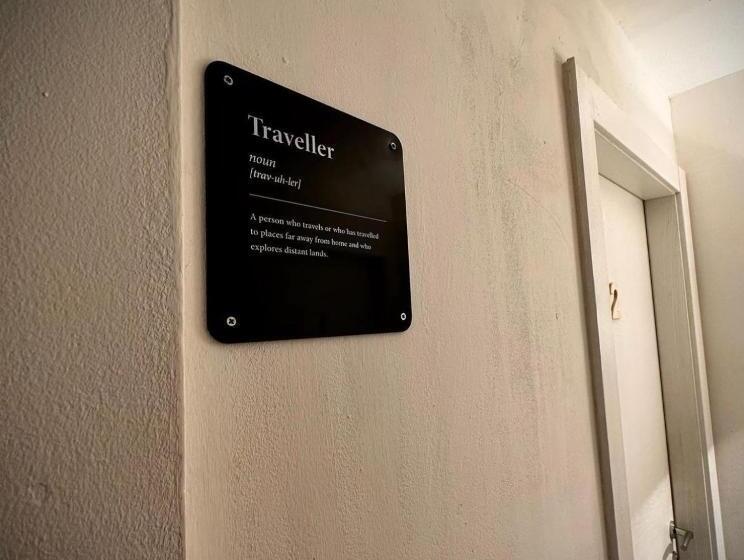 Traveller
noun
[trav-uh-ler]
A person who travels or who has travelled
to places far away from home and who
explores distant lands.
2